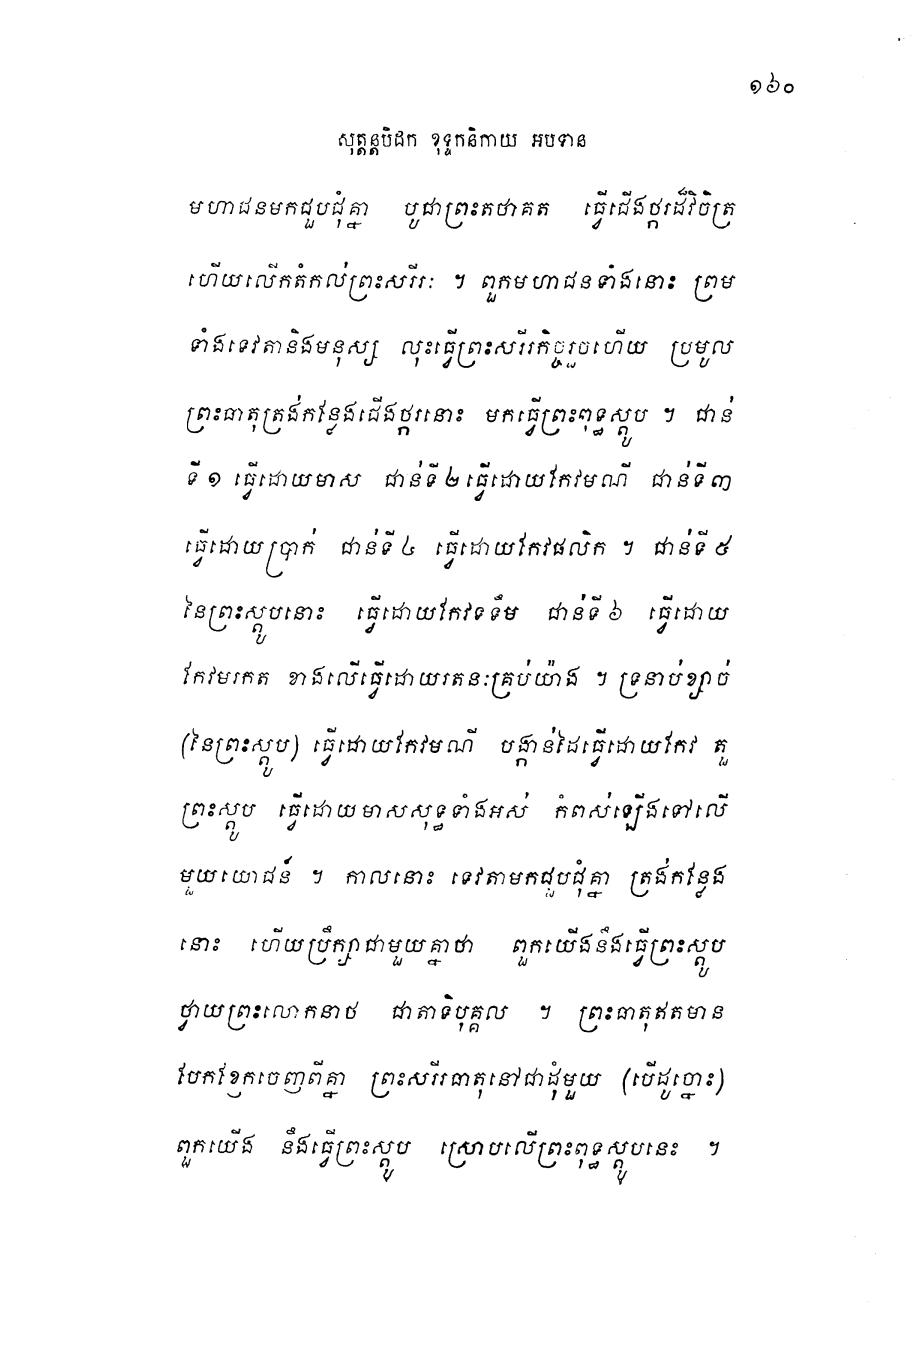 ១៦០
សុត្តន្តបិដក ខុទ្ទកនិកាយ អបទាន
មហាជនមកជួបជុំគ្នា បូជាព្រះតថាគត ធ្វើជើងថ្ករដ៏វិចិត្រ
ហើយលើកតំកល់ព្រះសរីរៈ ។ ពួកមហាជនទាំងនោះ ព្រម
ទាំងទេវតានិងមនុស្ស លុះធ្វើព្រះសរីរកិច្ចរួចហើយ ប្រមូល
ព្រះធាតុត្រង់កន្លែងជើងថ្ករនោះ មកធ្វើព្រះពុទ្ធស្តូប ។ ជាន់
ទី ១ ធ្វើដោយមាស ជាន់ទី ២ ធ្វើដោយកែវមណី ជាន់ទី ៣
ធ្វើដោយប្រាក់ ជាន់ទី ៤ ធ្វើដោយកែវផលិក ។ ជាន់ទី ៥
នៃព្រះស្តូបនោះ ធ្វើដោយកែវទទឹម ជាន់ទី ៦ ធ្វើដោយ
កែវមរកត ខាងលើធ្វើដោយរតនៈគ្រប់យ៉ាង ។ ទ្រនាប់ខ្សាច់
(នៃព្រះស្តូប) ធ្វើដោយកែវមណី បង្កាន់ដៃធ្វើដោយកែវ តួ
ព្រះស្តូប ធ្វើដោយមាសសុទ្ធទាំងអស់ កំពស់ឡើងទៅលើ
មួយយោជន៍ ។ កាលនោះ ទេវតាមកជួបជុំគ្នា ត្រង់កន្លែង
នោះ ហើយប្រឹក្សាជាមួយគ្នាថា ពួកយើងនឹងធ្វើព្រះស្តូប
ថ្វាយព្រះលោកនាថ ជាតាទិបុគ្គល ។ ព្រះធាតុឥតមាន
បែកខែ្ញកចេញពីគ្នា ព្រះសរីរធាតុនៅជាដុំមួយ (បើដូច្នោះ)
ពួកយើង នឹងធ្វើព្រះស្តូប ស្រោបលើព្រះពុទ្ធស្តូបនេះ ។